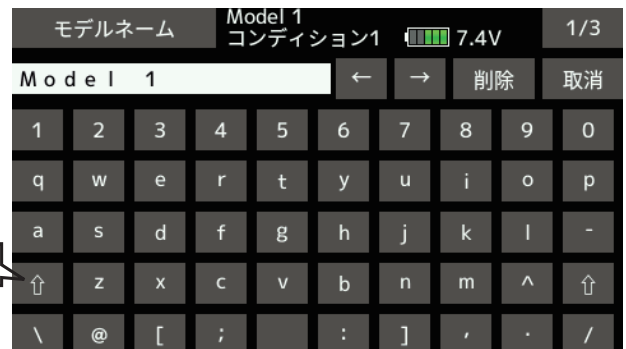 モデルネーム Model 1 コンディション1 7.4V 1/3
Model 1 ← → 削除 取消
1 2 3 4 5 6 7 8 9 0
q w e r t y u i o p
a s d f g h j k l -
⇧ z x c v b n m ^ ⇧
\ @ [ ; : ] , . /